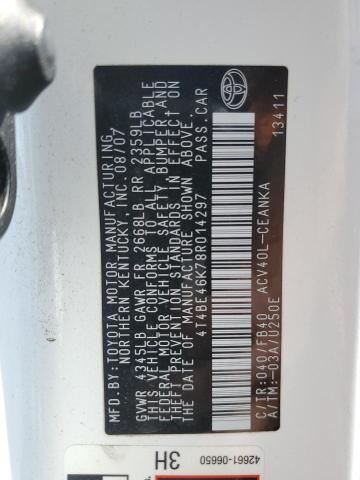 MFD.BY:TOYOTA MOTOR MANUFACTURING,
NORTHERN KENTUCKY, INC. 08/07
GVWR 4345LB GAWR FR 2668LB RR 2359LB
THIS VEHICLE CONFORMS TO ALL APPLICABLE
FEDERAL MOTOR VEHICLE SAFETY, BUMPER AND
THEFT PREVENTION STANDARDS IN EFFECT ON
THE DATE OF MANUFACTURE SHOWN ABOVE.
4T4BE46K78R014297 PASS.CAR
C/TR:040/FB40 ACV40L-CEANKA
A/TM:-03A/U250E 13411
TOYOTA
3H 42661-06650